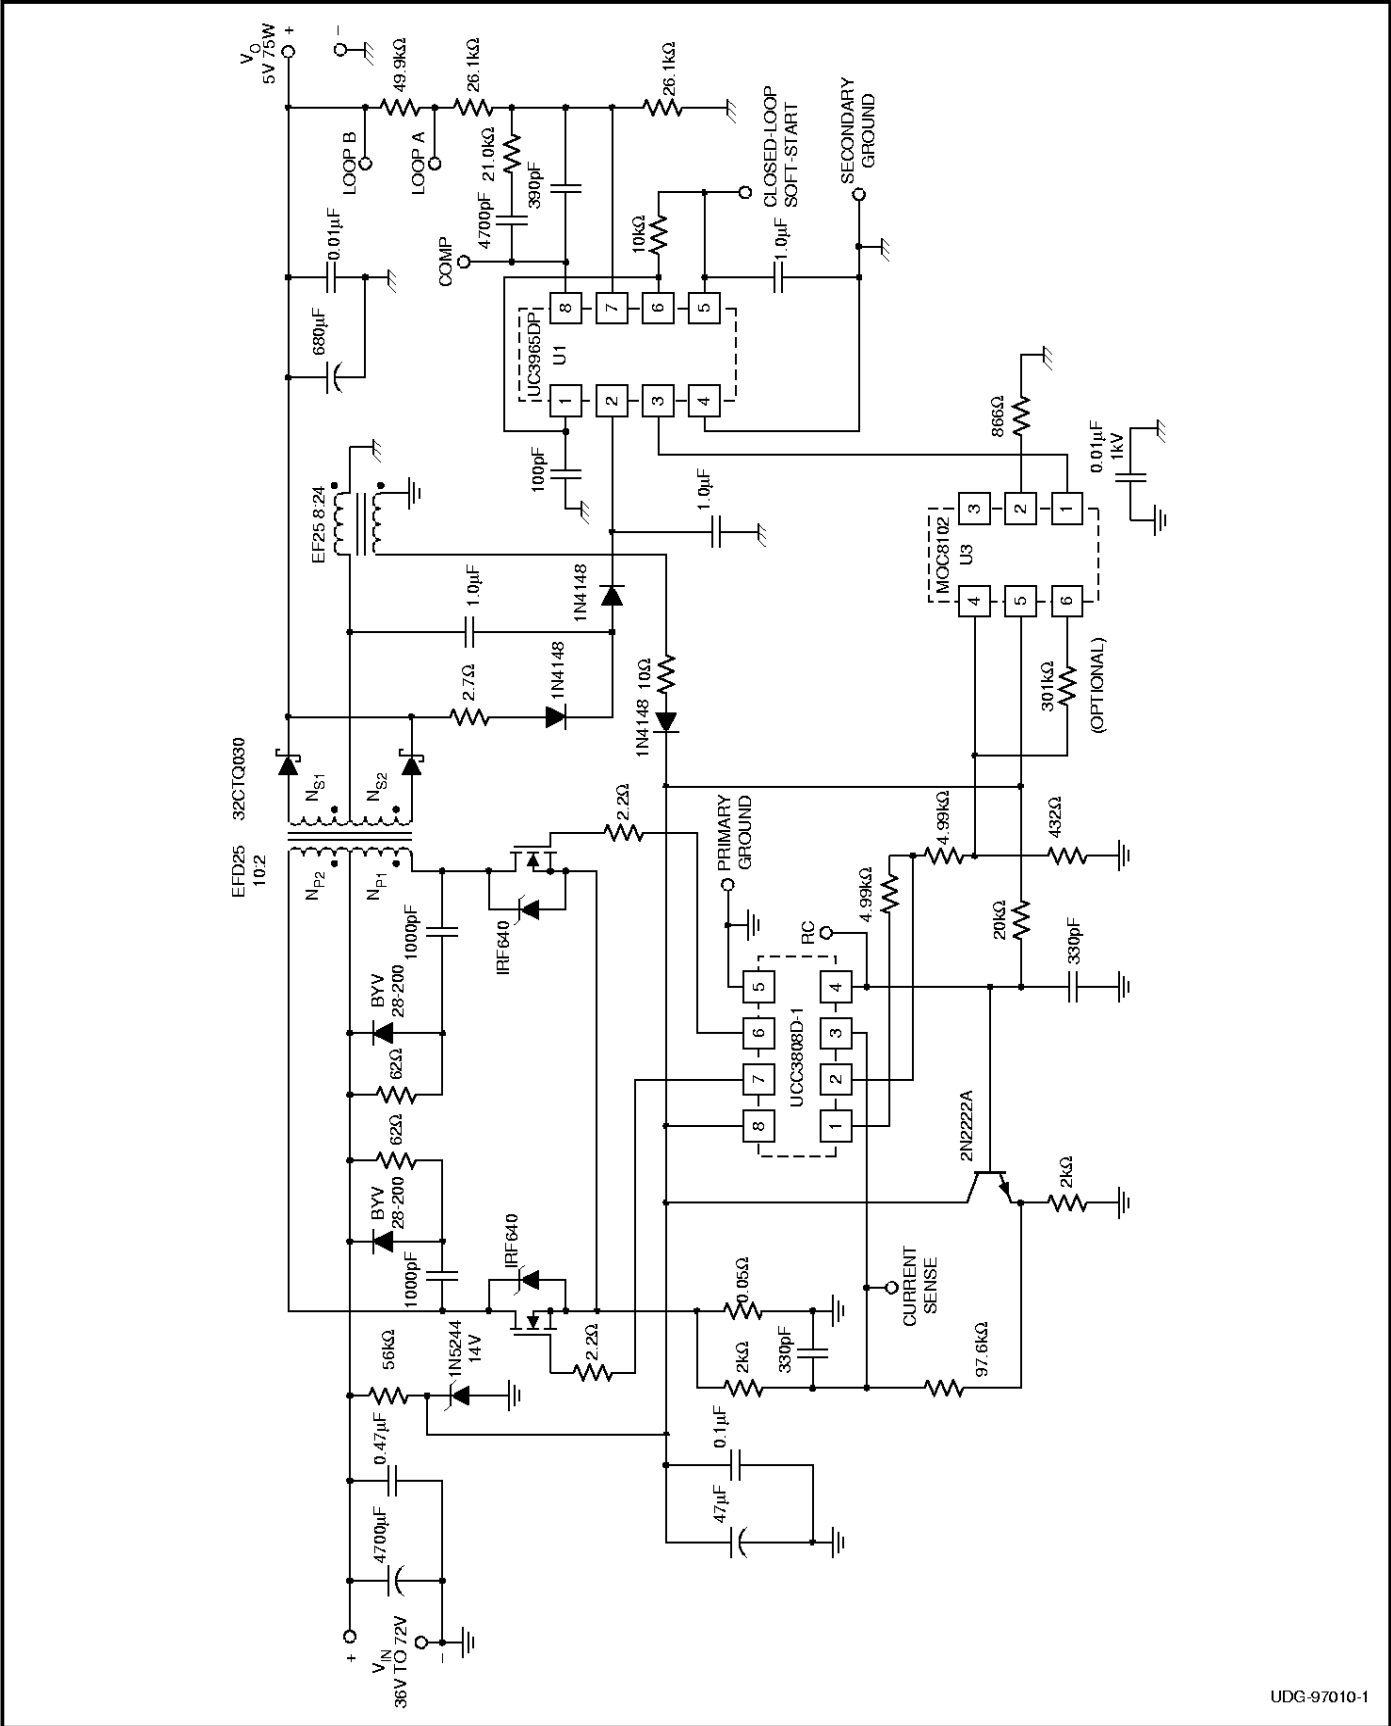 V_O
5V 75W
+
-
49.9kΩ
26.1kΩ
26.1kΩ
LOOP B
LOOP A
21.0kΩ
4700pF
390pF
COMP
10kΩ
CLOSED-LOOP
SOFT-START
SECONDARY
GROUND
1.0µF
0.01µF
680µF
UC3965DP
U1
8
7
6
5
1
2
3
4
100pF
1.0µF
EF25 8:24
1.0µF
1N4148
2.7Ω
1N4148
10Ω
1N4148
866Ω
0.01µF
1kV
MOC8102
U3
3
2
1
4
5
6
301kΩ
(OPTIONAL)
32CTQ030
EFD25
10:2
N_S1
N_S2
N_P2
N_P1
2.2Ω
PRIMARY
GROUND
4.99kΩ
432Ω
4.99kΩ
20kΩ
330pF
RC
1000pF
IRF640
BYV
28-200
62Ω
62Ω
BYV
28-200
1000pF
IRF640
UCC3808D-1
5
6
7
8
4
3
2
1
2N2222A
2kΩ
CURRENT
SENSE
97.6kΩ
0.05Ω
2kΩ
330pF
2.2Ω
1N5244
14V
56kΩ
0.47µF
4700µF
0.1µF
47µF
+
V_IN
36V TO 72V
-
UDG-97010-1